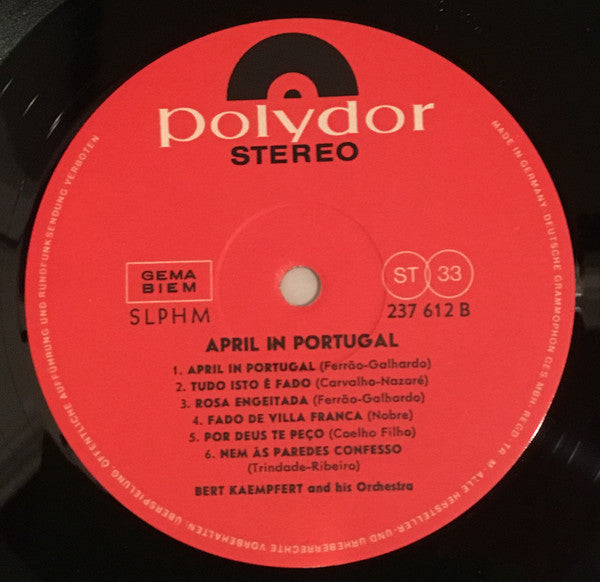 polydor
STEREO
GEMA
BIEM
SLPHM
ST 33
237 612 B
APRIL IN PORTUGAL
1. APRIL IN PORTUGAL (Ferrão-Galhardo)
2. TUDO ISTO É FADO (Carvalho-Nazaré)
3. ROSA ENGEITADA (Ferrão-Galhardo)
4. FADO DE VILLA FRANCA (Nobre)
5. POR DEUS TE PEÇO (Coelho Filho)
6. NEM ÀS PAREDES CONFESSO
(Trindade-Ribeiro)
BERT KAEMPFERT and his Orchestra
MADE IN GERMANY · DEUTSCHE GRAMMOPHON GES MBH · REGD. TR. M. ALLE HERSTELLER- UND URHEBERRECHTE VORBEHALTEN. ÜBERSPIELUNG, ÖFFENTLICHE AUFFÜHRUNG UND RUNDFUNKSENDUNG VERBOTEN